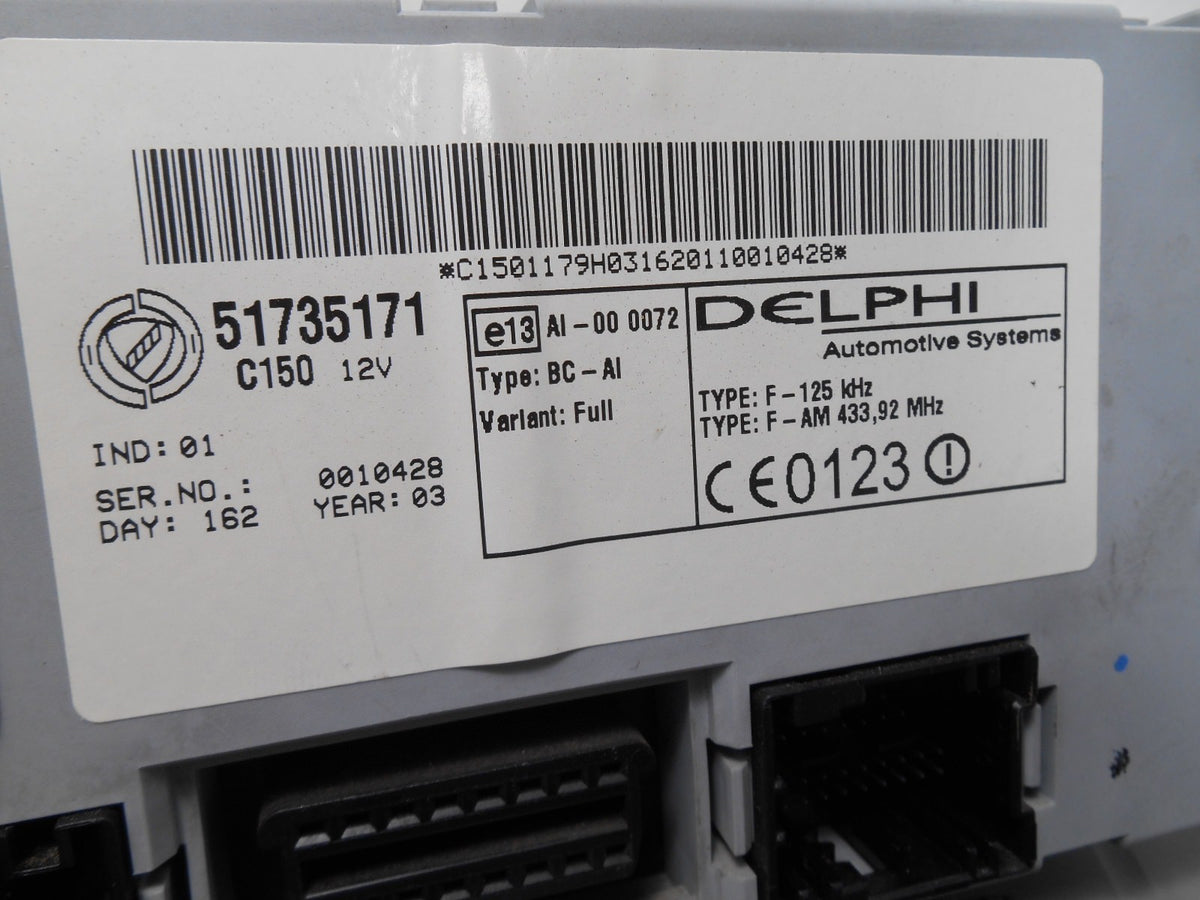 *C1501179H031620110010428*
51735171
C150 12V
IND: 01
SER.NO.: 0010428
DAY: 162 YEAR: 03
e13 AI-00 0072
Type: BC-AI
Variant: Full
DELPHI
Automotive Systems
TYPE: F-125 kHz
TYPE: F-AM 433,92 MHz
CE0123